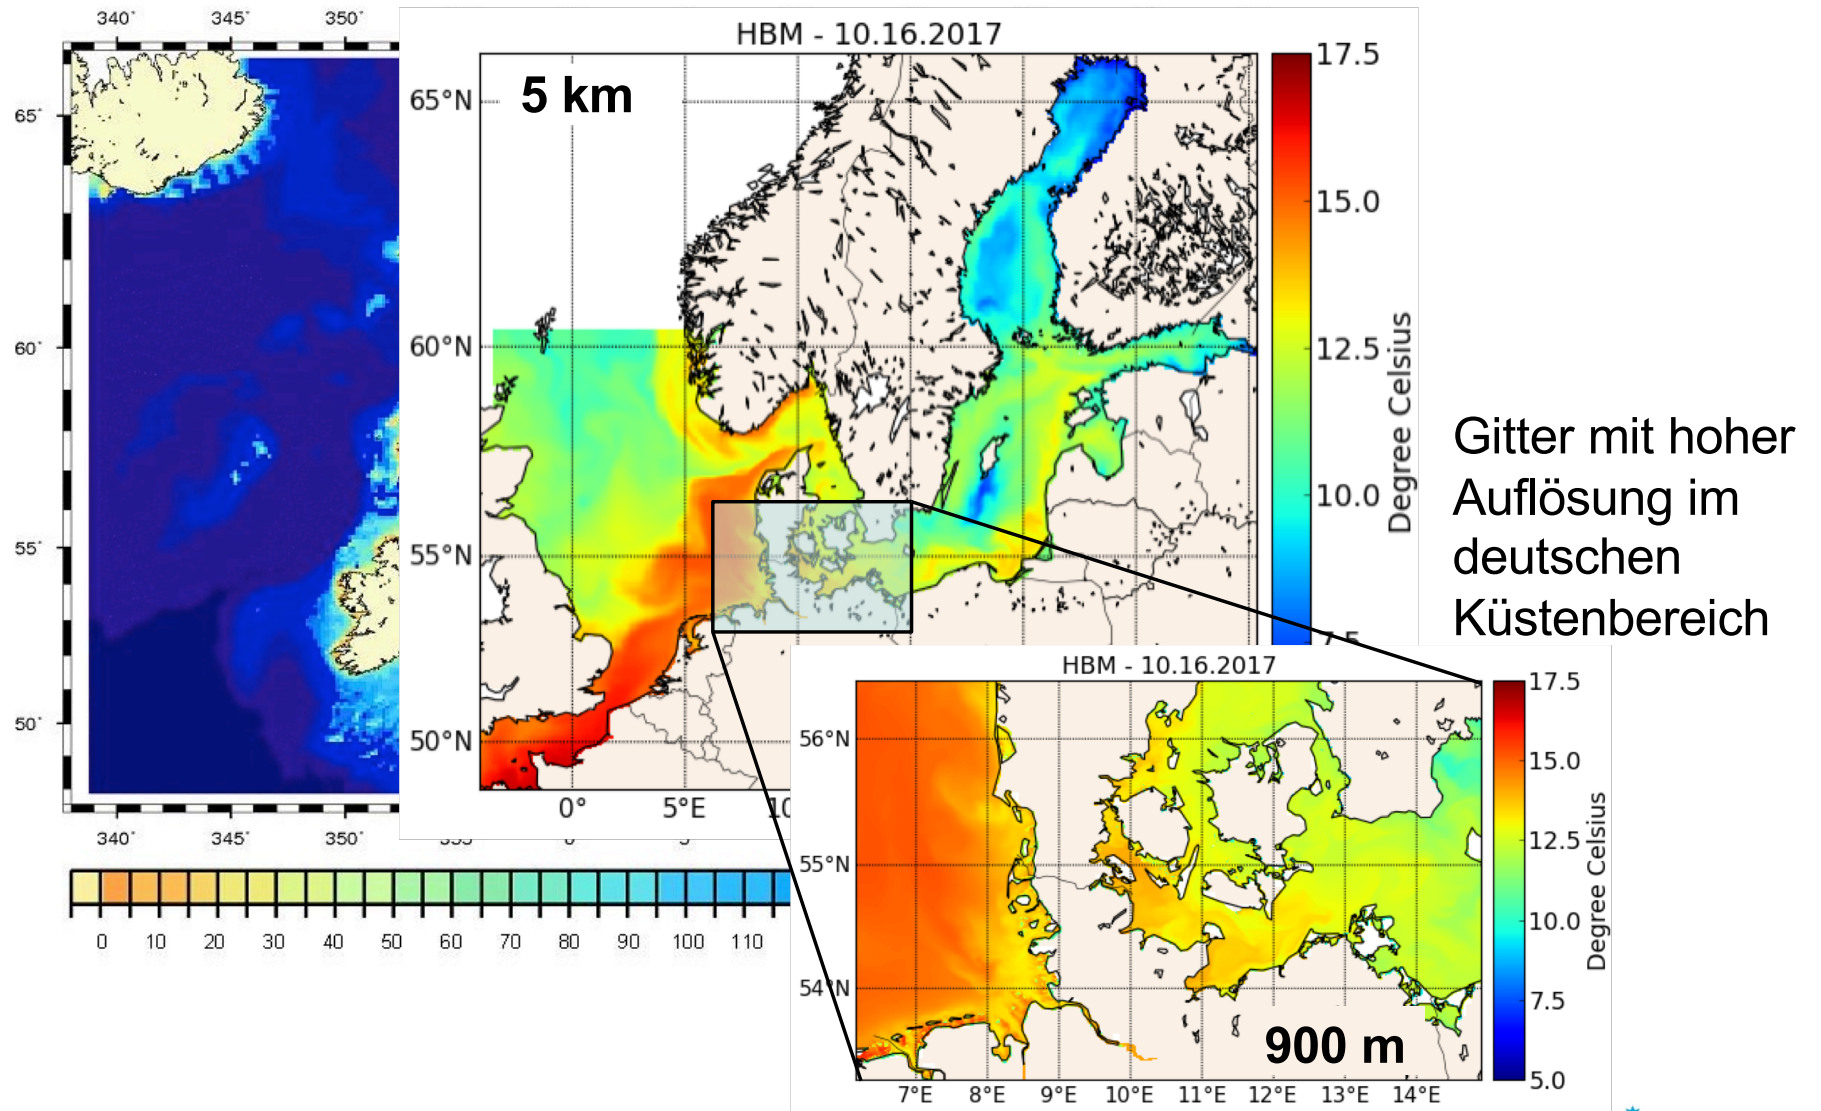 340° 345° 350°
65°
60°
55°
50°
340 345 350
0 10 20 30 40 50 60 70 80 90 100 110
HBM - 10.16.2017
5 km
65°N
60°N
55°N
50°N
0° 5°E 10
17.5
15.0
12.5
10.0
7.5
Degree Celsius
Gitter mit hoher
Auflösung im
deutschen
Küstenbereich
HBM - 10.16.2017
56°N
55°N
54°N
900 m
7°E 8°E 9°E 10°E 11°E 12°E 13°E 14°E
17.5
15.0
12.5
10.0
7.5
5.0
Degree Celsius